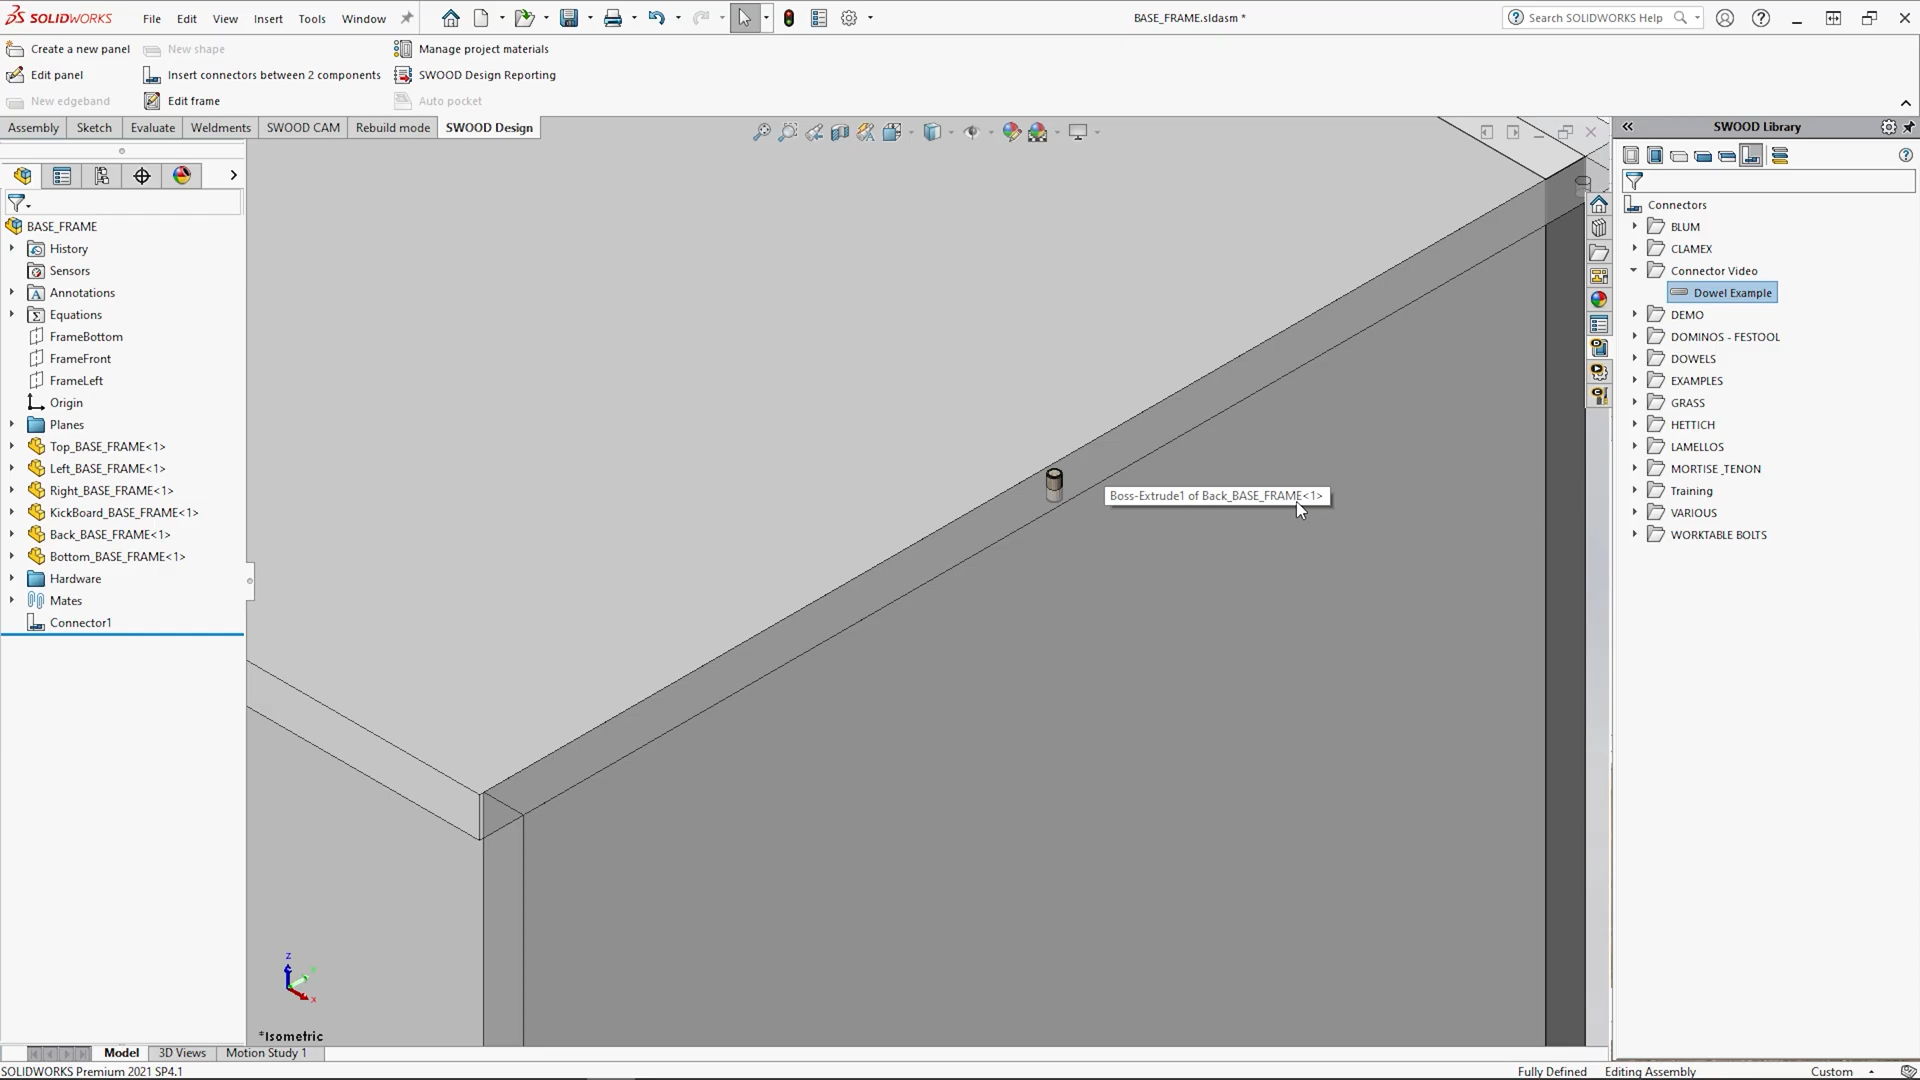 SOLIDWORKS File Edit View Insert Tools Window BASE_FRAME.sldasm * Search SOLIDWORKS Help
Create a new panel New shape Manage project materials
Edit panel Insert connectors between 2 components SWOOD Design Reporting
New edgeband Edit frame Auto pocket
Assembly Sketch Evaluate Weldments SWOOD CAM Rebuild mode SWOOD Design
SWOOD Library
BASE_FRAME
History
Sensors
Annotations
Equations
FrameBottom
FrameFront
FrameLeft
Origin
Planes
Top_BASE_FRAME<1>
Left_BASE_FRAME<1>
Right_BASE_FRAME<1>
KickBoard_BASE_FRAME<1>
Back_BASE_FRAME<1>
Bottom_BASE_FRAME<1>
Hardware
Mates
Connector1
Boss-Extrude1 of Back_BASE_FRAME<1>
Z
X
*Isometric
Connectors
BLUM
CLAMEX
Connector Video
Dowel Example
DEMO
DOMINOS - FESTOOL
DOWELS
EXAMPLES
GRASS
HETTICH
LAMELLOS
MORTISE_TENON
Training
VARIOUS
WORKTABLE BOLTS
Model 3D Views Motion Study 1
SOLIDWORKS Premium 2021 SP4.1 Fully Defined Editing Assembly Custom